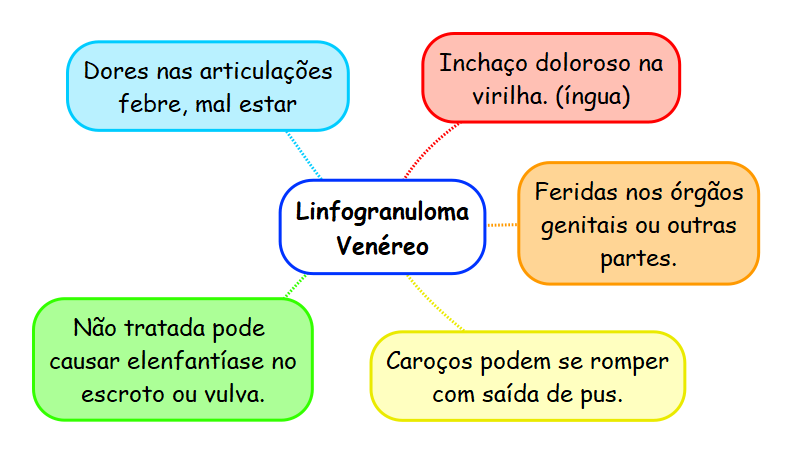 Dores nas articulações
febre, mal estar
Inchaço doloroso na
virilha. (íngua)
Linfogranuloma
Venéreo
Feridas nos órgãos
genitais ou outras
partes.
Não tratada pode
causar elenfantíase no
escroto ou vulva.
Caroços podem se romper
com saída de pus.